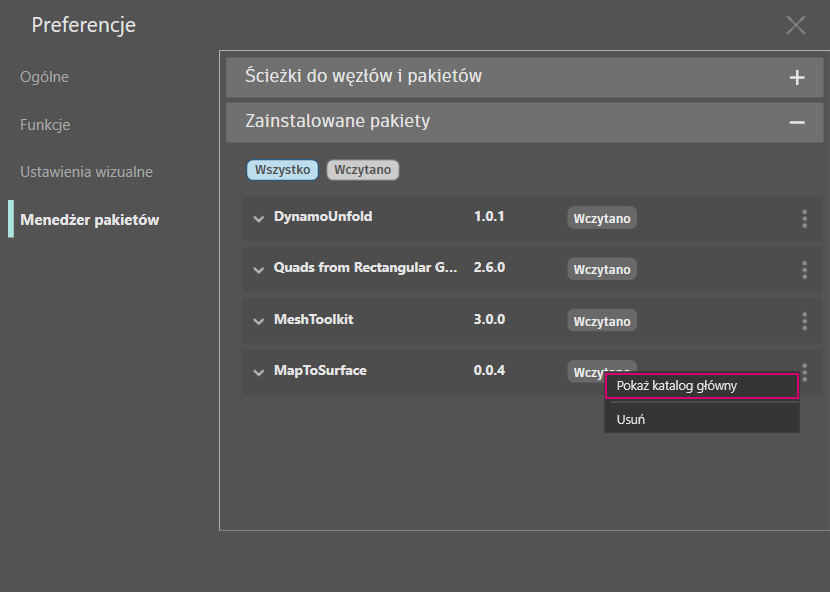 Preferencje
Ogólne
Funkcje
Ustawienia wizualne
Menedżer pakietów
Ścieżki do węzłów i pakietów
Zainstalowane pakiety
Wszystko Wczytano
DynamoUnfold 1.0.1 Wczytano
Quads from Rectangular G... 2.6.0 Wczytano
MeshToolkit 3.0.0 Wczytano
MapToSurface 0.0.4
Pokaż katalog główny
Usuń